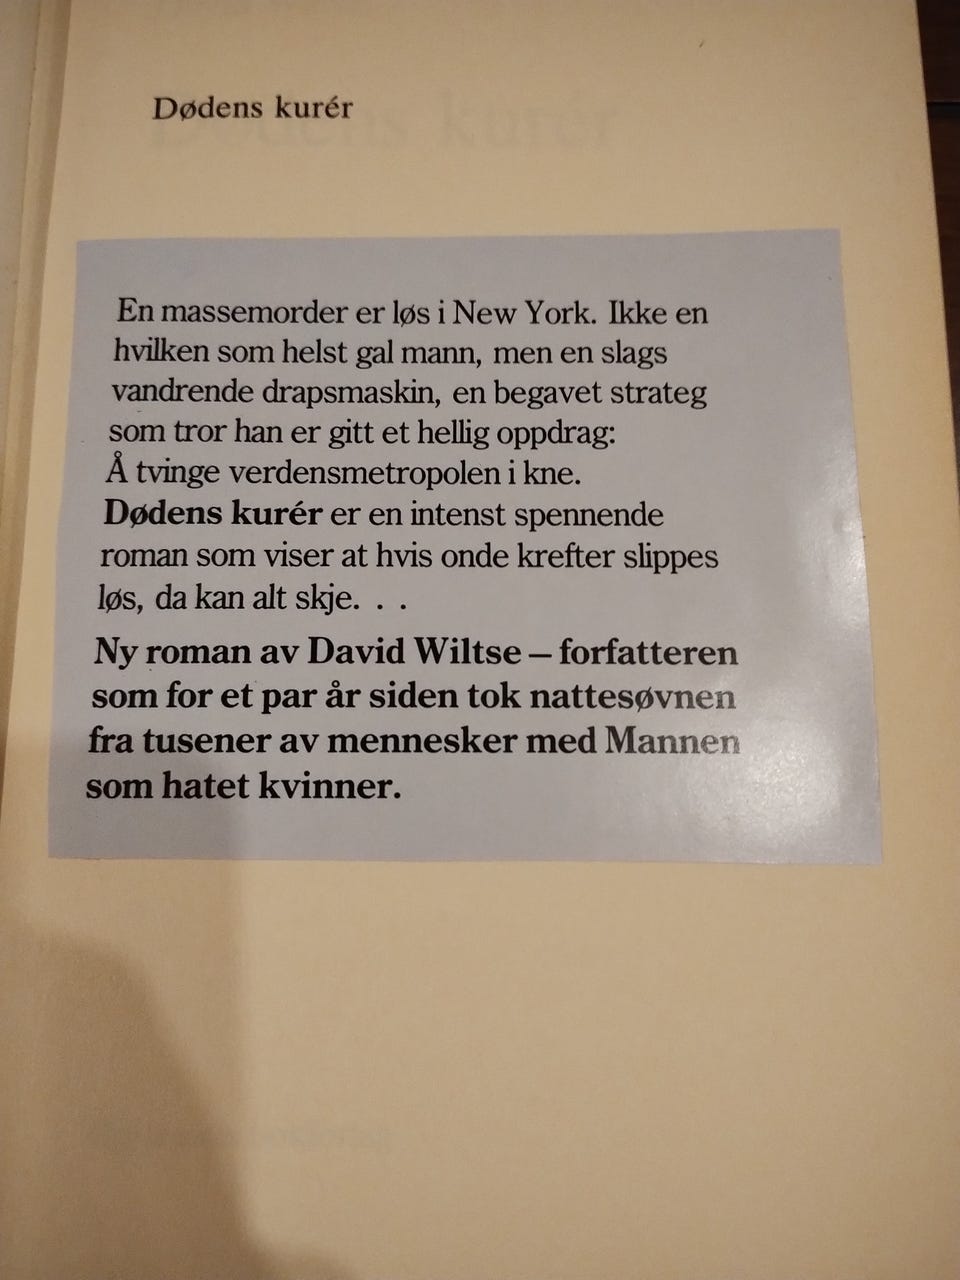 Dødens kurér
En massemorder er løs i New York. Ikke en
hvilken som helst gal mann, men en slags
vandrende drapsmaskin, en begavet strateg
som tror han er gitt et hellig oppdrag:
Å tvinge verdensmetropolen i kne.
Dødens kurér er en intenst spennende
roman som viser at hvis onde krefter slippes
løs, da kan alt skje. . .
Ny roman av David Wiltse – forfatteren
som for et par år siden tok nattesøvnen
fra tusener av mennesker med Mannen
som hatet kvinner.